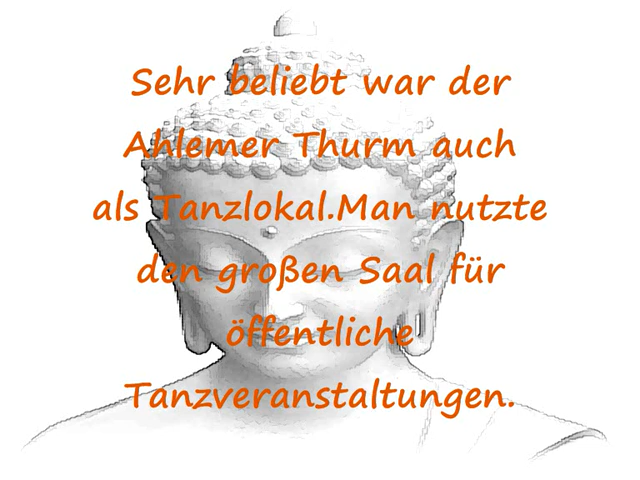 Sehr beliebt war der
Ahlemer Thurm auch
als Tanzlokal.Man nutzte
den großen Saal für
öffentliche
Tanzveranstaltungen.